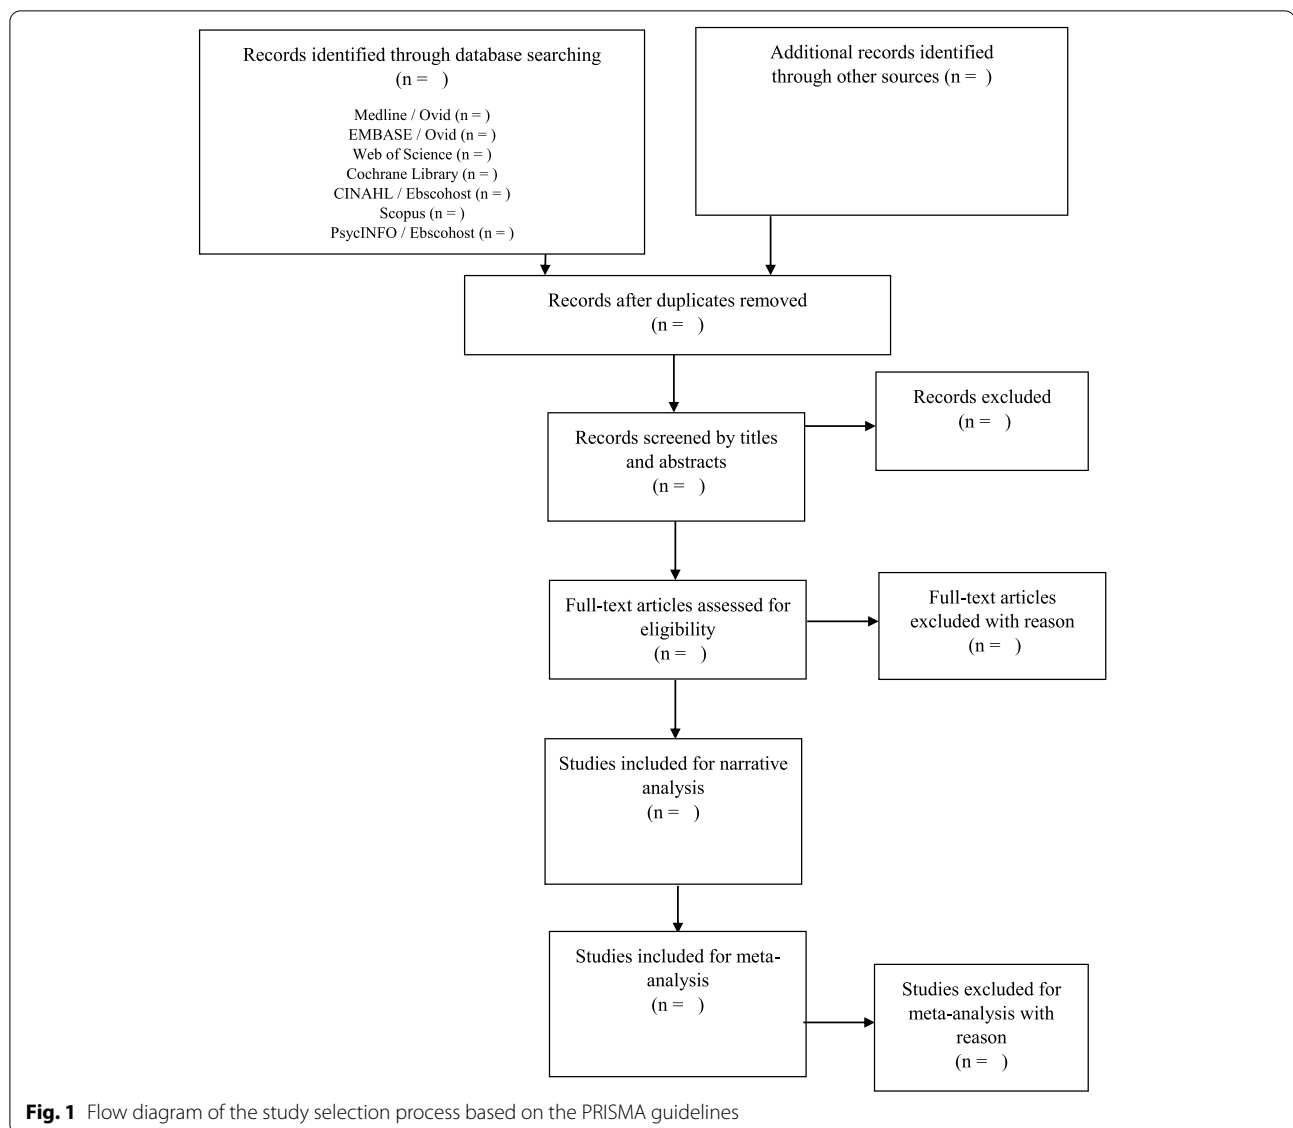 Records identified through database searching
(n =   )
Medline / Ovid (n = )
EMBASE / Ovid (n = )
Web of Science (n = )
Cochrane Library (n = )
CINAHL / Ebscohost (n = )
Scopus (n = )
PsycINFO / Ebscohost (n = )
Additional records identified
through other sources (n =  )
Records after duplicates removed
(n =   )
Records screened by titles
and abstracts
(n =   )
Records excluded
(n =   )
Full-text articles assessed for
eligibility
(n =   )
Full-text articles
excluded with reason
(n =   )
Studies included for narrative
analysis
(n =   )
Studies included for meta-
analysis
(n =   )
Studies excluded for
meta-analysis with
reason
(n =   )
Fig. 1 Flow diagram of the study selection process based on the PRISMA guidelines